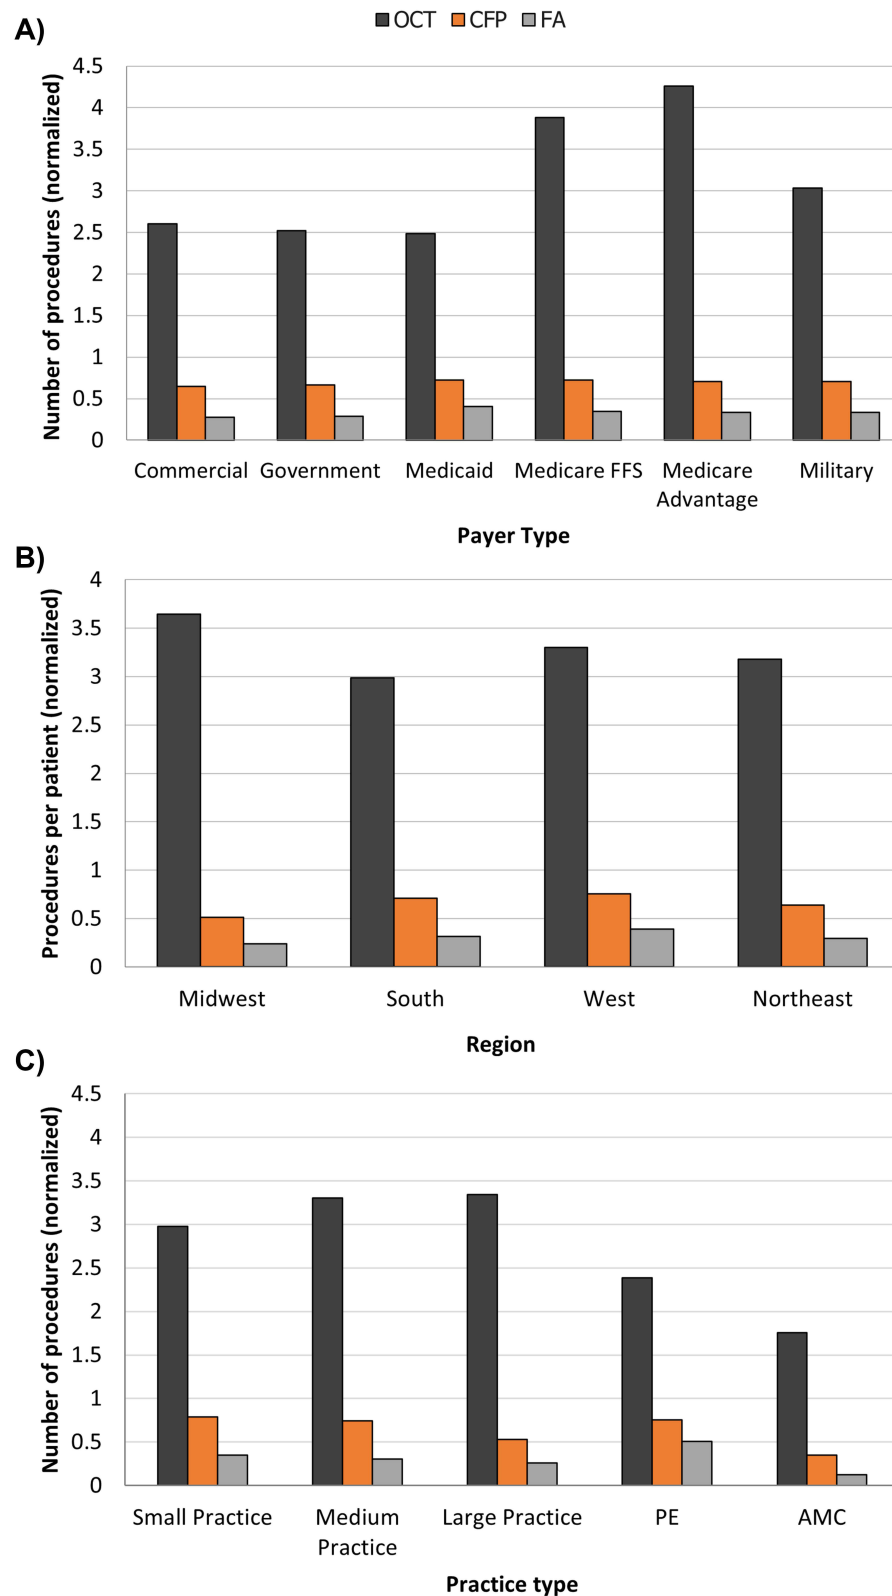 OCT CFP FA
A)
Number of procedures (normalized)
4.5
4
3.5
3
2.5
2
1.5
1
0.5
0
Commercial Government Medicaid Medicare FFS Medicare Advantage Military
Payer Type
B)
Procedures per patient (normalized)
4
3.5
3
2.5
2
1.5
1
0.5
0
Midwest South West Northeast
Region
C)
Number of procedures (normalized)
4.5
4
3.5
3
2.5
2
1.5
1
0.5
0
Small Practice Medium Practice Large Practice PE AMC
Practice type